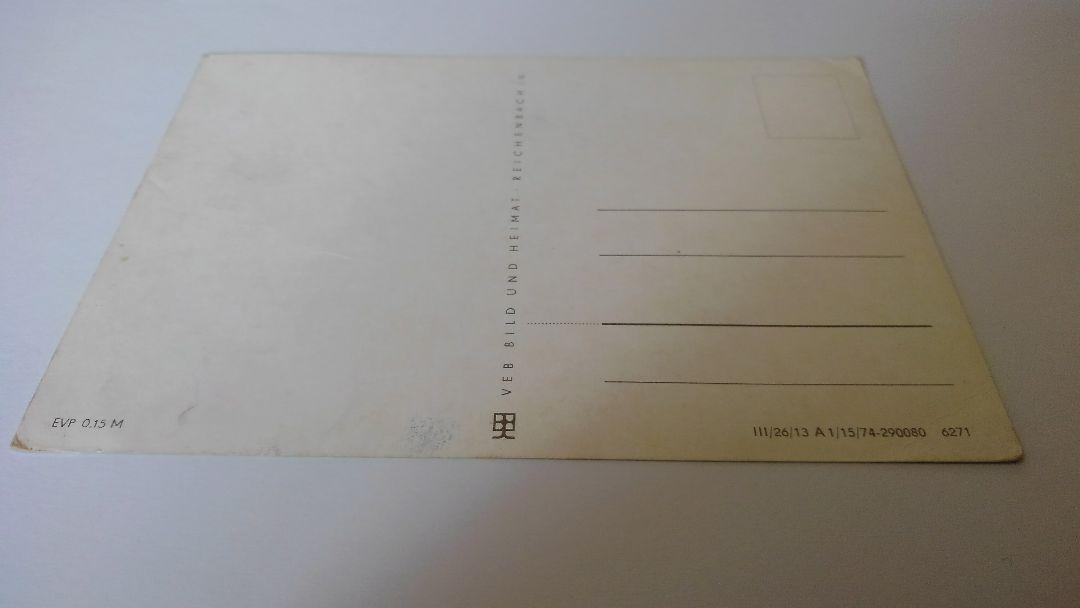 VEB BILD UND HEIMAT · REICHENBACH
EVP 0,15 M
III/26/13 A 1/15/74-290080 6271